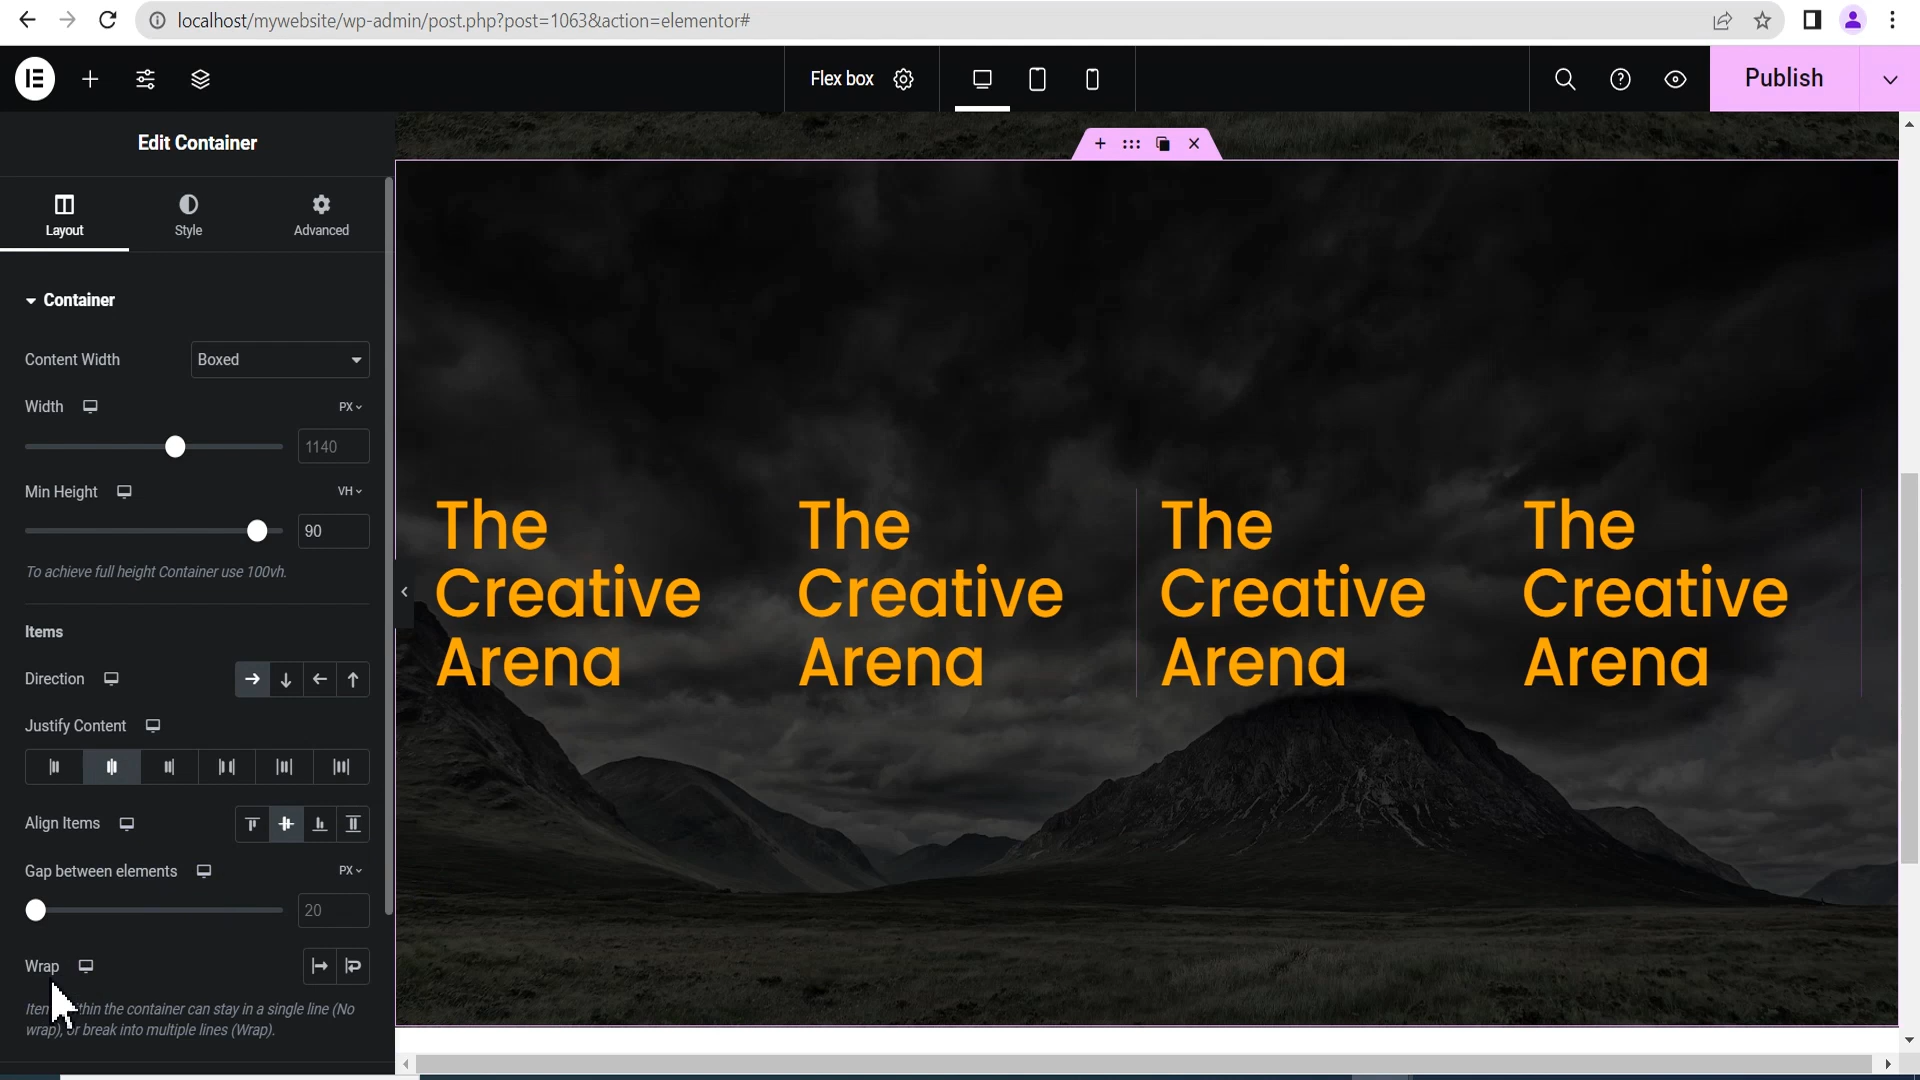 localhost/mywebsite/wp-admin/post.php?post=1063&action=elementor#
Flex box
Publish
Edit Container
Layout
Style
Advanced
Container
Content Width
Boxed
Width
PX
1140
Min Height
VH
90
To achieve full height Container use 100vh.
Items
Direction
Justify Content
Align Items
Gap between elements
PX
20
Wrap
thin the container can stay in a single line (No
wrap), or break into multiple lines (Wrap).
The
Creative
Arena
The
Creative
Arena
The
Creative
Arena
The
Creative
Arena